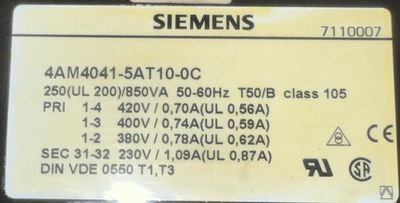 SIEMENS
7110007
4AM4041-5AT10-0C
250(UL 200)/850VA 50-60Hz T50/B class 105
PRI 1-4 420V / 0,70A(UL 0,56A)
1-3 400V / 0,74A(UL 0,59A)
1-2 380V / 0,78A(UL 0,62A)
SEC 31-32 230V / 1,09A(UL 0,87A)
DIN VDE 0550 T1,T3